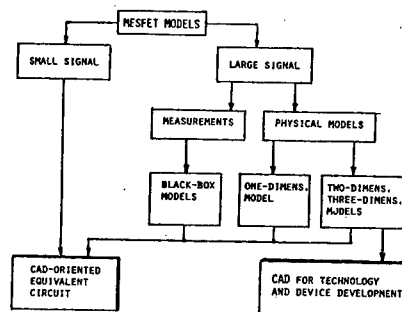 MESFET MODELS
SMALL SIGNAL
LARGE SIGNAL
MEASUREMENTS
PHYSICAL MODELS
BLACK-BOX
MODELS
ONE-DIMENS.
MODEL
TWO-DIMENS.
THREE-DIMENS.
MODELS
CAD-ORIENTED
EQUIVALENT
CIRCUIT
CAD FOR TECHNOLOGY
AND DEVICE DEVELOPMENT